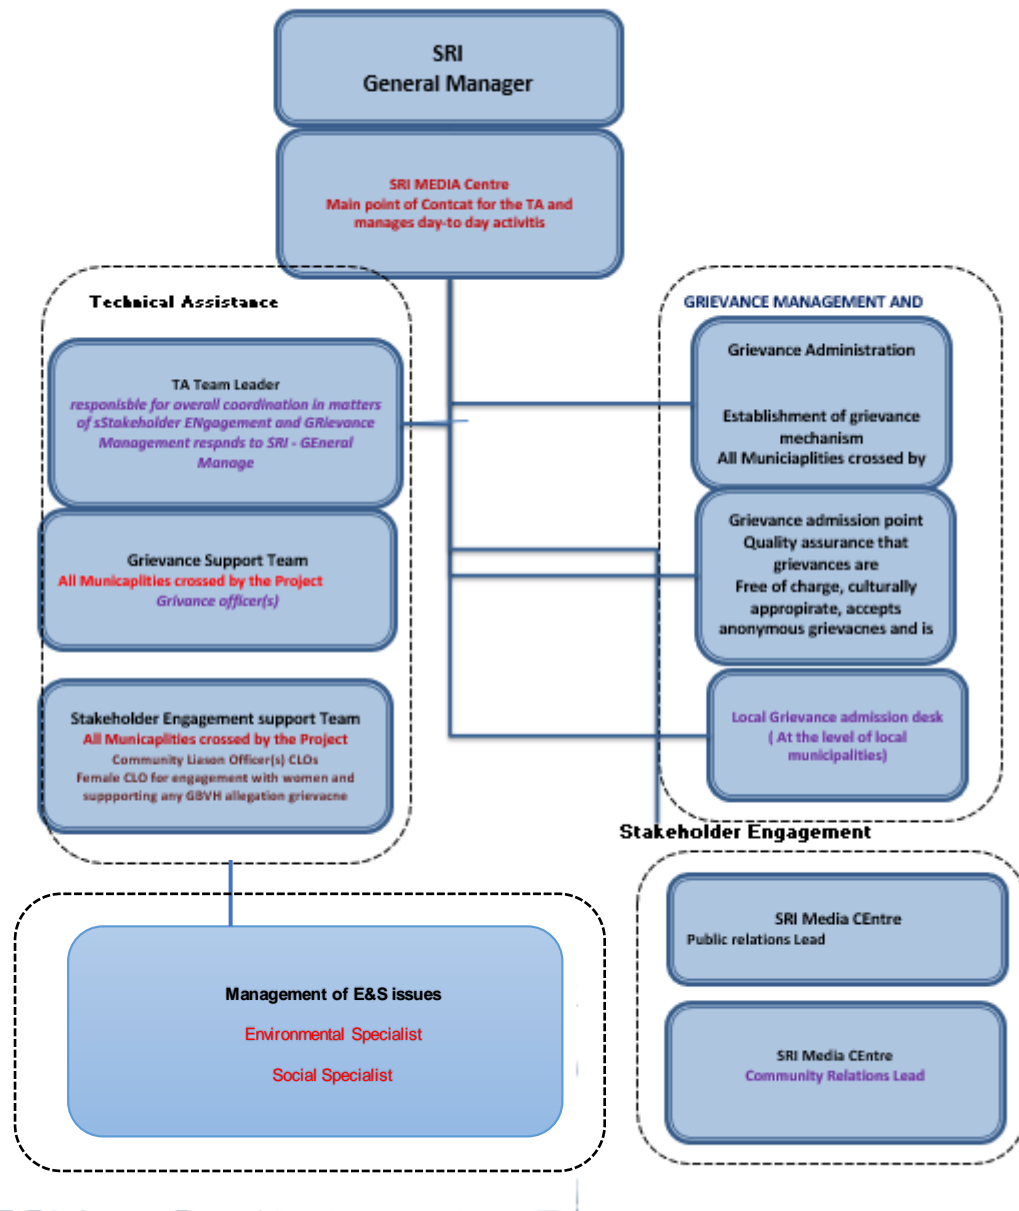 SRI
General Manager
SRI MEDIA Centre
Main point of Contcat for the TA and
manages day-to day activitis
Technical Assistance
TA Team Leader
responisble for overall coordination in matters
of sStakeholder ENgagement and GRievance
Management respnds to SRI - GEneral
Manage
Grievance Support Team
All Municaplities crossed by the Project
Grivance officer(s)
Stakeholder Engagement support Team
All Municaplities crossed by the Project
Community Liason Officer(s) CLOs
Female CLO for engagement with women and
suppporting any GBVH allegation grievacne
GRIEVANCE MANAGEMENT AND
Grievance Administration
Establishment of grievance
mechanism
All Municiaplities crossed by
Grievance admission point
Quality assurance that
grievances are
Free of charge, culturally
appropirate, accepts
anonymous grievacnes and is
Local Grievance admission desk
( At the level of local
municipalities)
Stakeholder Engagement
SRI Media CEntre
Public relations Lead
SRI Media CEntre
Community Relations Lead
Management of E&S issues
Environmental Specialist
Social Specialist